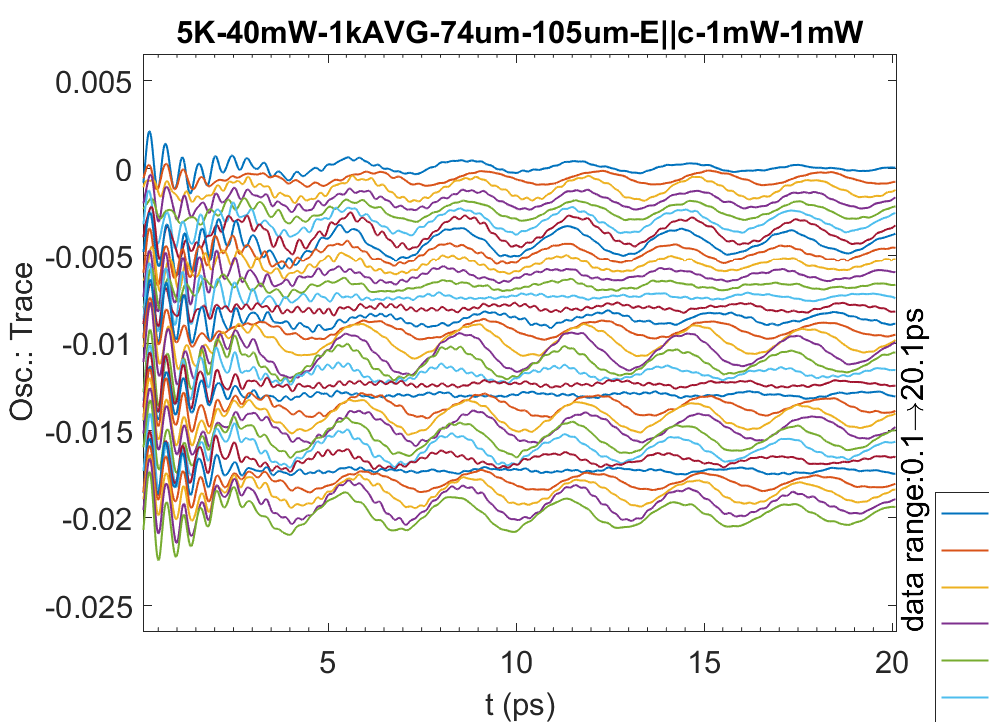 5K-40mW-1kAVG-74um-105um-E||c-1mW-1mW
0.005
0
-0.005
-0.01
-0.015
-0.02
-0.025
Osc.: Trace
5
10
15
20
t (ps)
data range:0.1→20.1ps